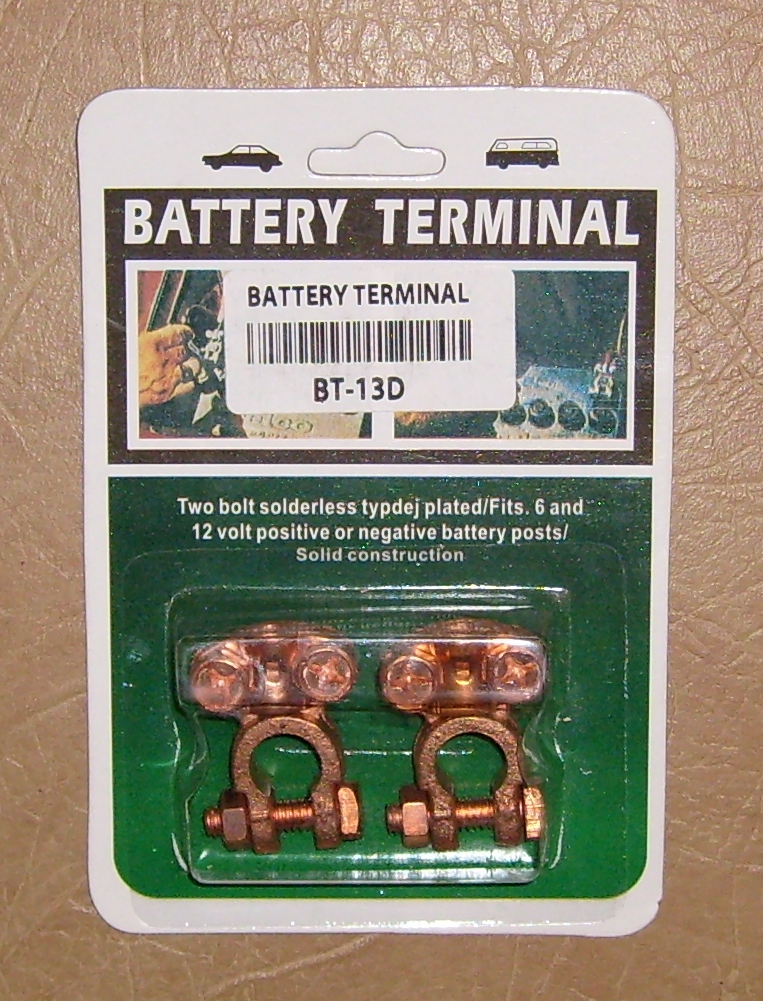 BATTERY TERMINAL
BATTERY TERMINAL
BT-13D
Two bolt solderless typdej plated/Fits. 6 and
12 volt positive or negative battery posts/
Solid construction